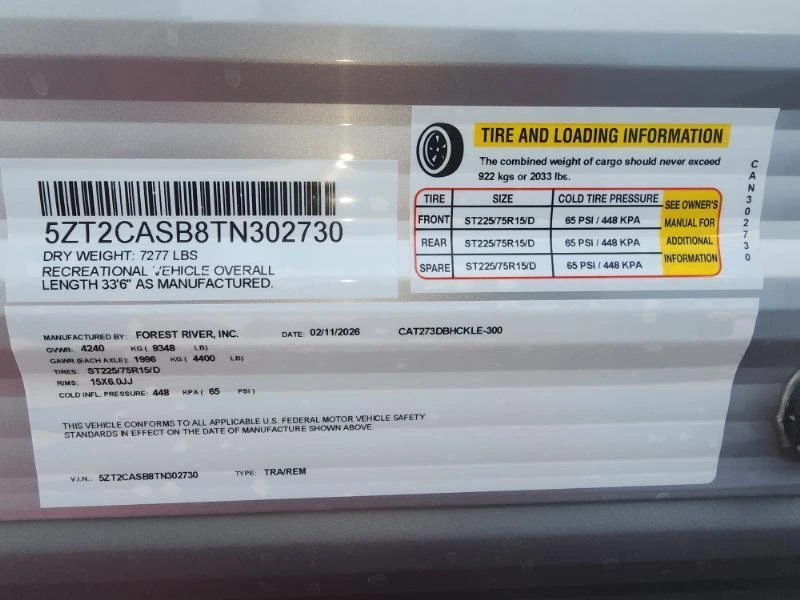 TIRE AND LOADING INFORMATION
The combined weight of cargo should never exceed
922 kgs or 2033 lbs.
TIRE SIZE COLD TIRE PRESSURE SEE OWNER'S MANUAL FOR ADDITIONAL INFORMATION
FRONT ST225/75R15/D 65 PSI / 448 KPA
REAR ST225/75R15/D 65 PSI / 448 KPA
SPARE ST225/75R15/D 65 PSI / 448 KPA
CAN302730
5ZT2CASB8TN302730
DRY WEIGHT: 7277 LBS
RECREATIONAL VEHICLE OVERALL
LENGTH 33'6" AS MANUFACTURED.
MANUFACTURED BY: FOREST RIVER, INC. DATE: 02/11/2026 CAT273DBHCKLE-300
GVWR: 4240 KG ( 9348 LB)
GAWR (EACH AXLE): 1996 KG ( 4400 LB)
TIRES: ST225/75R15/D
RIMS: 15X6.0JJ
COLD INFL. PRESSURE: 448 KPA ( 65 PSI)
THIS VEHICLE CONFORMS TO ALL APPLICABLE U.S. FEDERAL MOTOR VEHICLE SAFETY
STANDARDS IN EFFECT ON THE DATE OF MANUFACTURE SHOWN ABOVE.
V.I.N.: 5ZT2CASB8TN302730 TYPE: TRA/REM